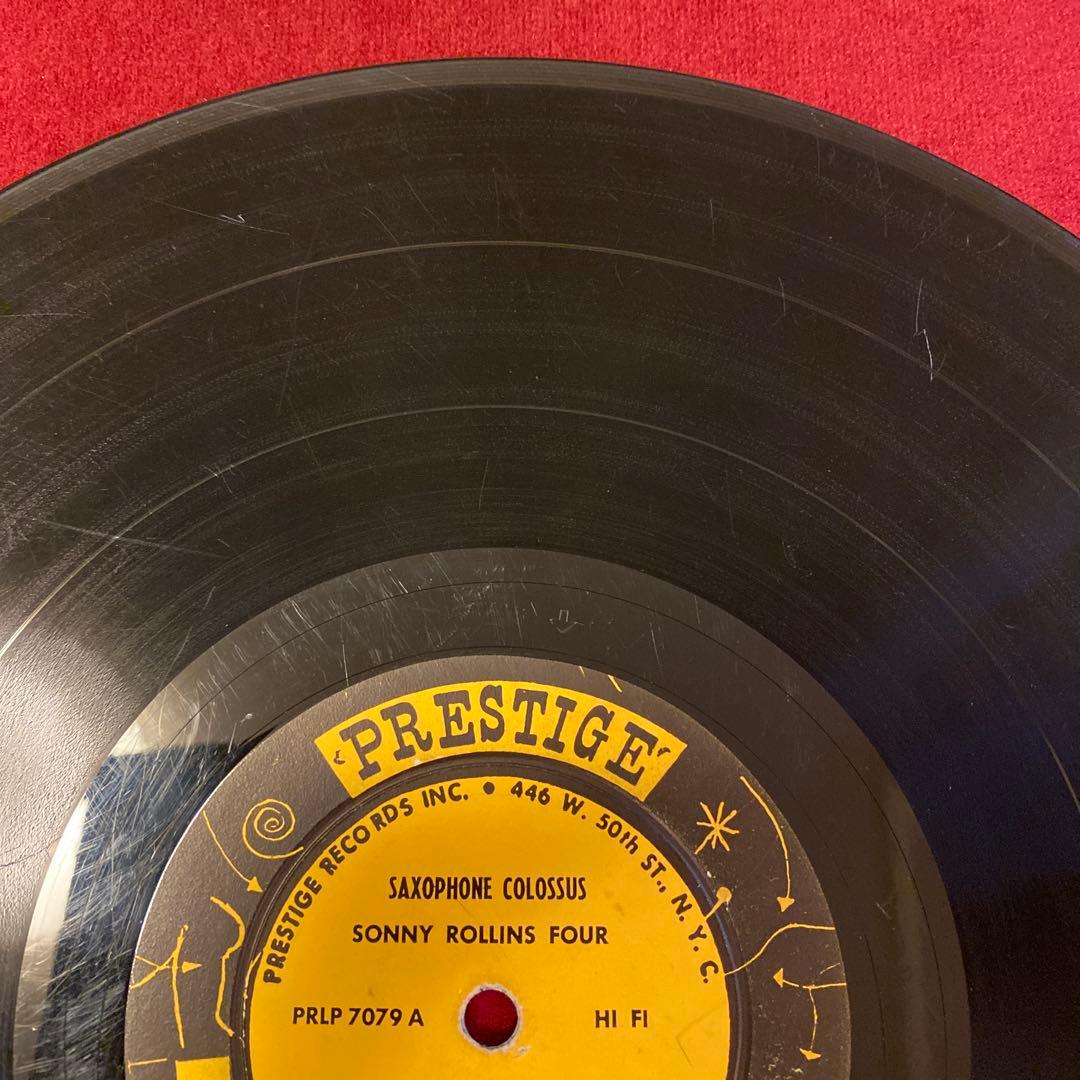 PRESTIGE
PRESTIGE RECORDS INC. • 446 W. 50th ST., N.Y.C.
SAXOPHONE COLOSSUS
SONNY ROLLINS FOUR
PRLP 7079 A HI FI